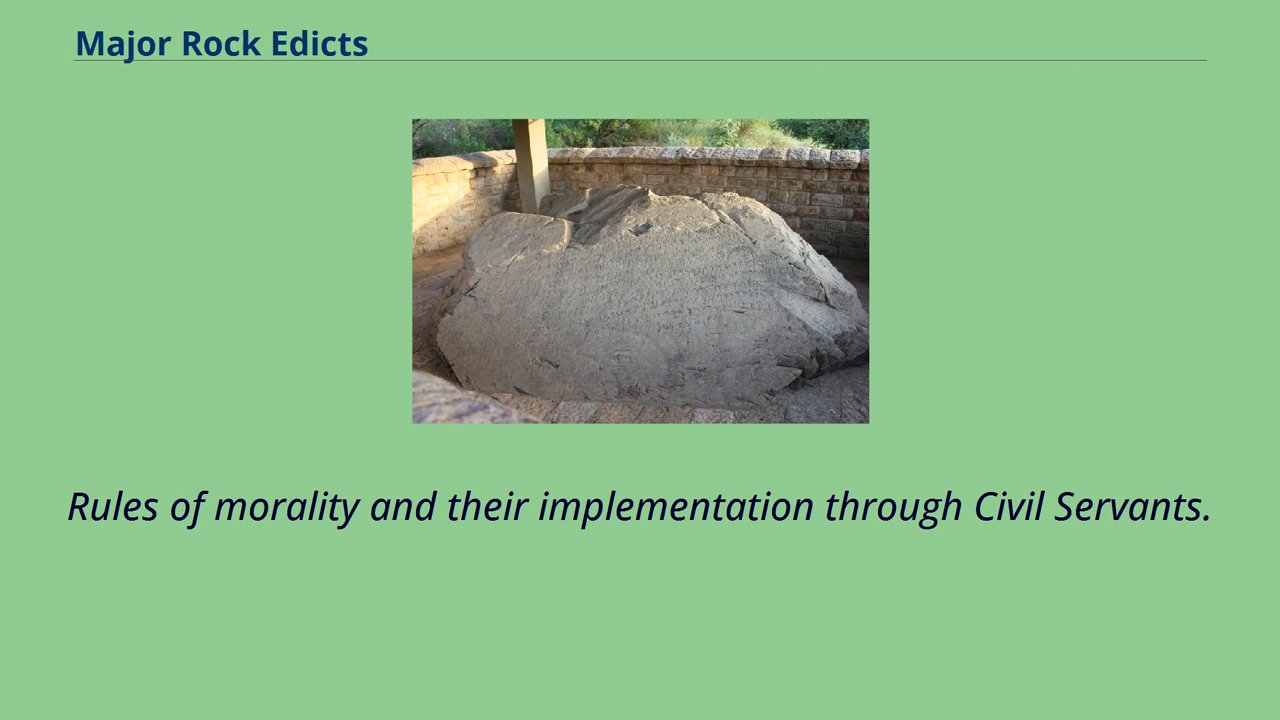 Major Rock Edicts
Rules of morality and their implementation through Civil Servants.